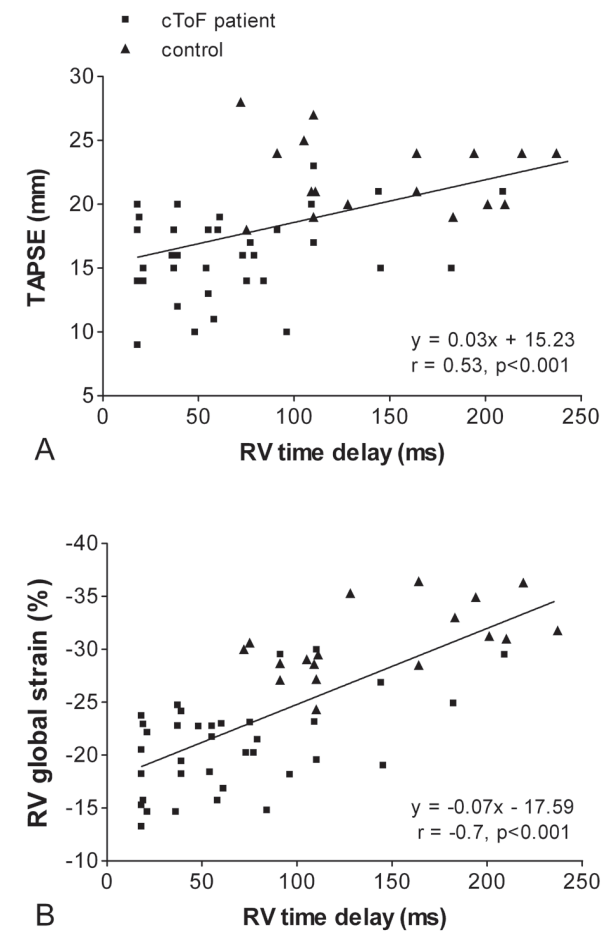 cToF patient
control
30
25
20
15
10
5
TAPSE (mm)
y = 0.03x + 15.23
r = 0.53, p<0.001
0 50 100 150 200 250
RV time delay (ms)
A
-40
-35
-30
-25
-20
-15
-10
RV global strain (%)
y = -0.07x - 17.59
r = -0.7, p<0.001
0 50 100 150 200 250
RV time delay (ms)
B